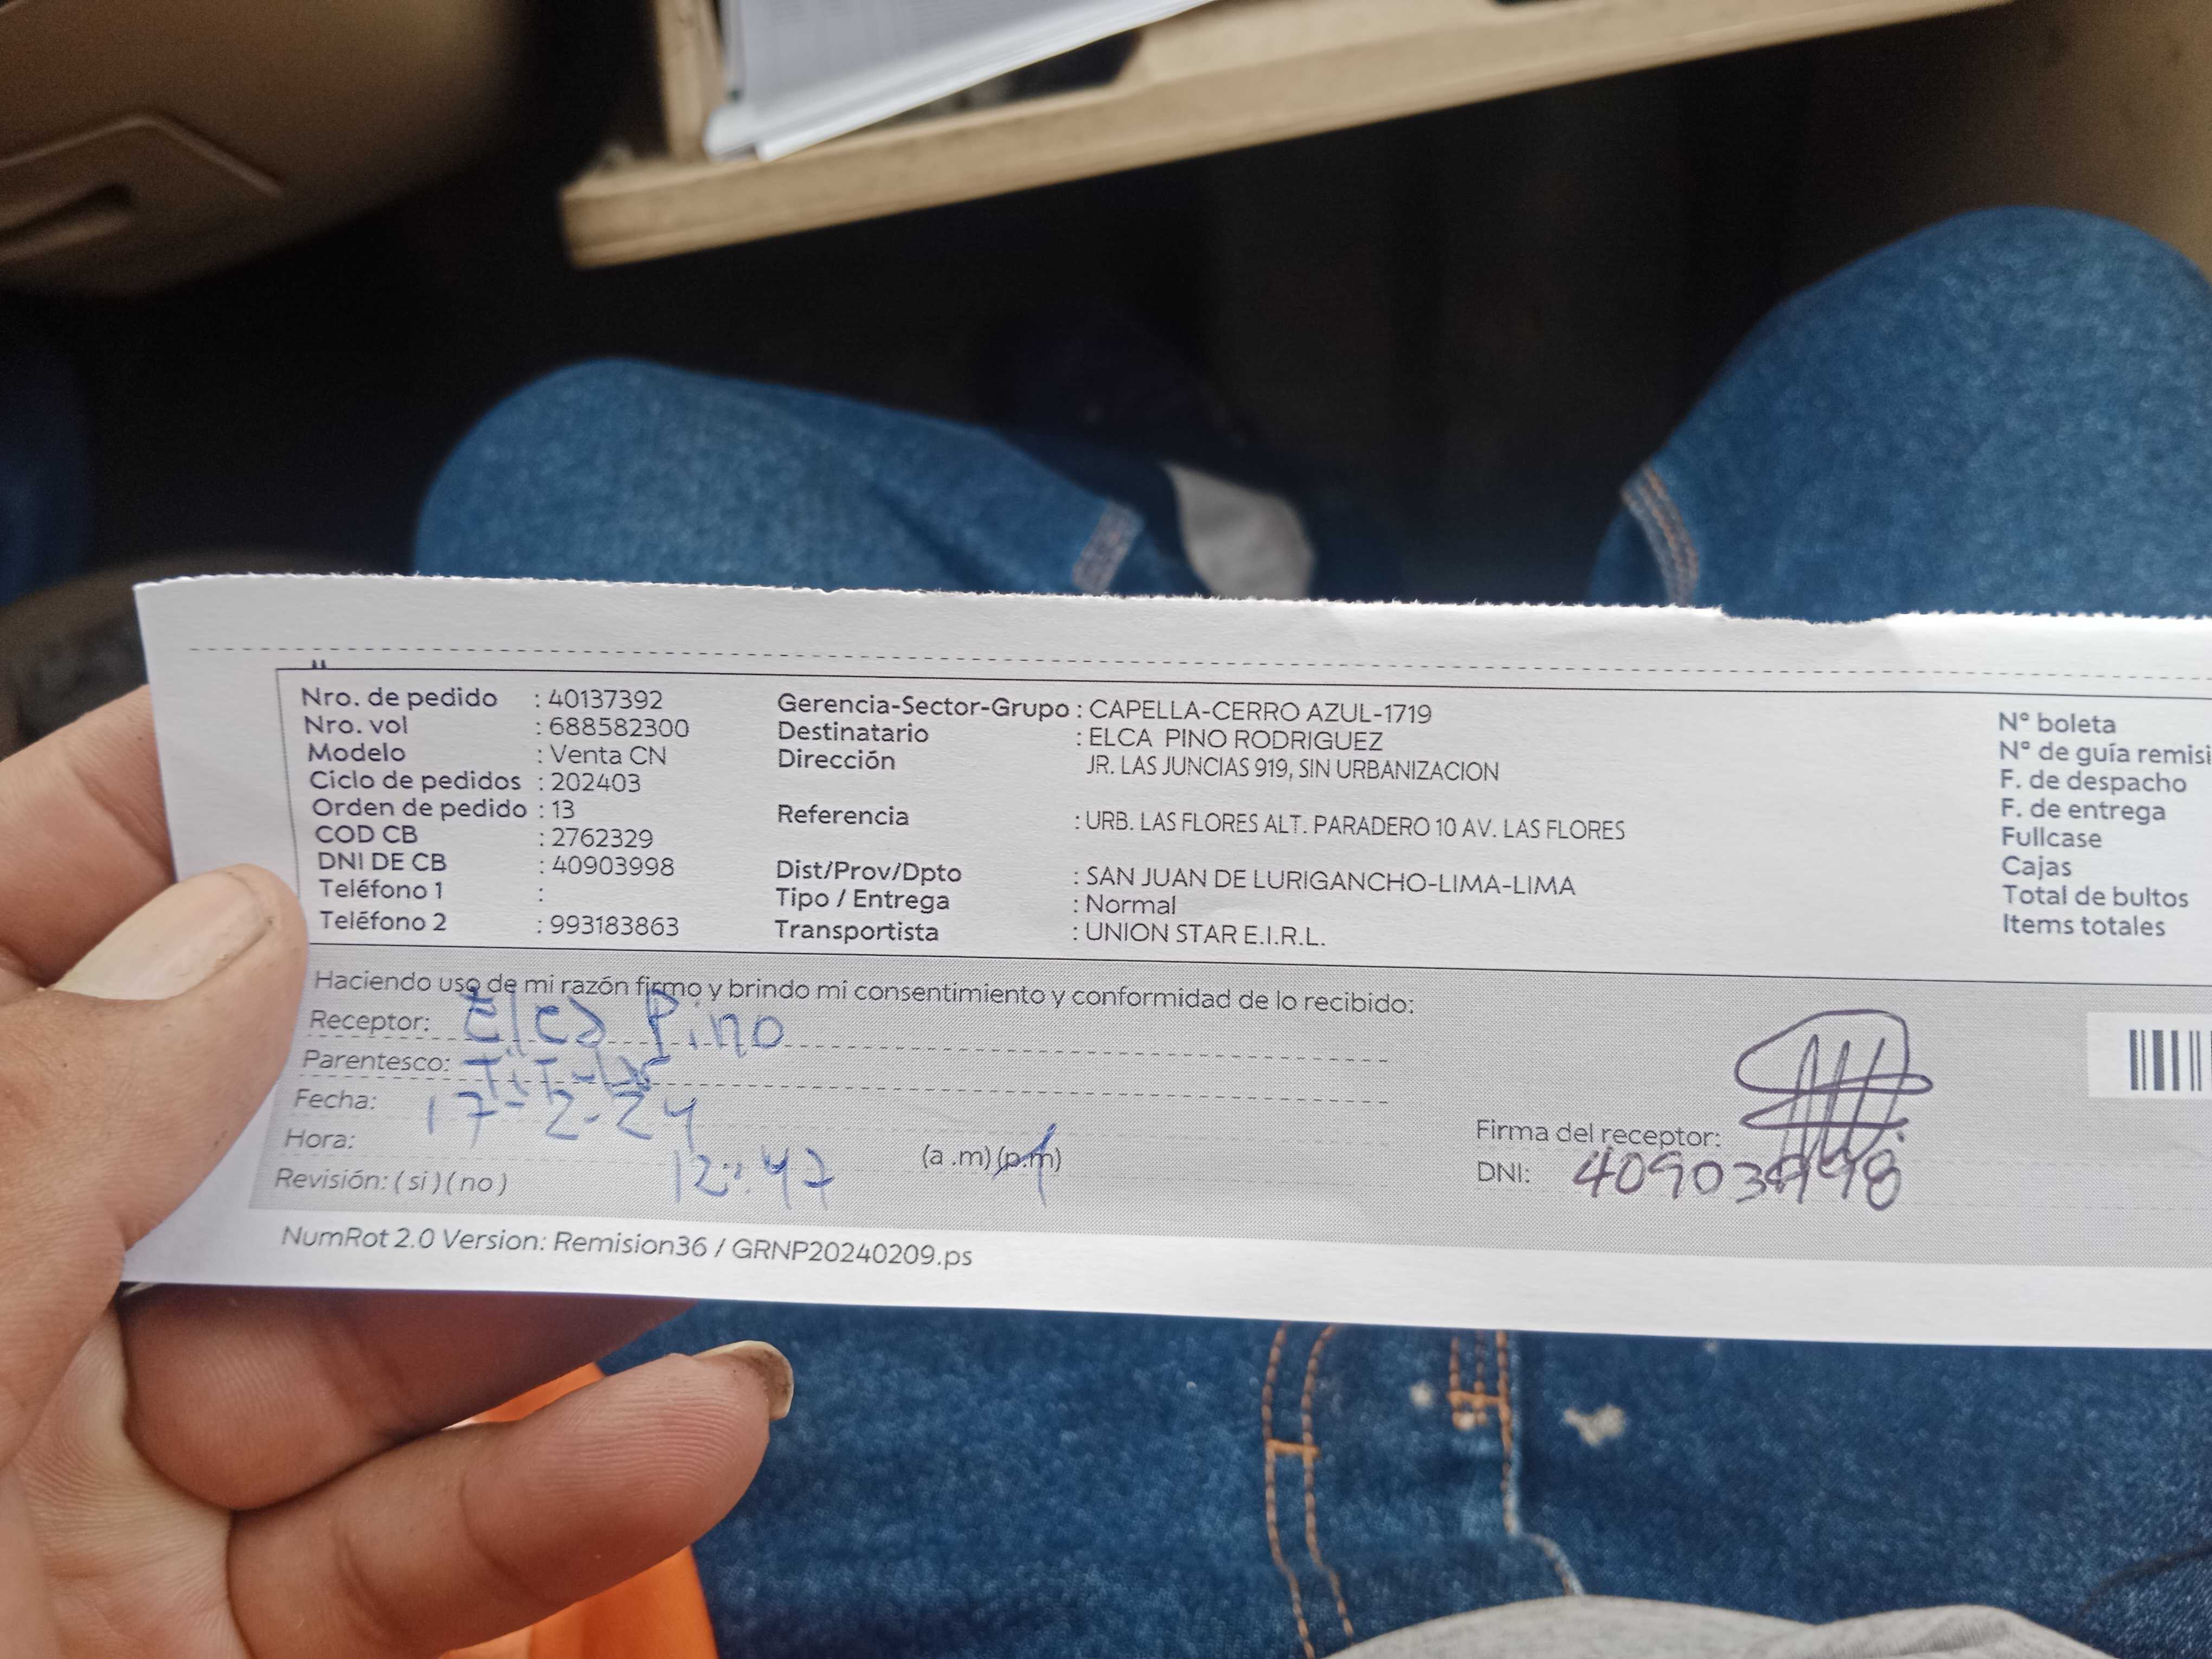 Nro. de pedido : 40137392
Nro. vol : 688582300
Modelo : Venta CN
Ciclo de pedidos : 202403
Orden de pedido : 13
COD CB : 2762329
DNI DE CB : 40903998
Teléfono 1 :
Teléfono 2 : 993183863
Gerencia-Sector-Grupo : CAPELLA-CERRO AZUL-1719
Destinatario : ELCA PINO RODRIGUEZ
Dirección JR. LAS JUNCIAS 919, SIN URBANIZACION
Referencia : URB. LAS FLORES ALT. PARADERO 10 AV. LAS FLORES
Dist/Prov/Dpto : SAN JUAN DE LURIGANCHO-LIMA-LIMA
Tipo / Entrega : Normal
Transportista : UNION STAR E.I.R.L.
N° boleta
N° de guía remisi
F. de despacho
F. de entrega
Fullcase
Cajas
Total de bultos
Items totales
Haciendo uso de mi razón firmo y brindo mi consentimiento y conformidad de lo recibido:
Receptor: Elca Pino
Parentesco: Titular
Fecha: 17-2-24
Hora: 12:47 (a .m) (p.m)
Revisión: ( si ) ( no )
Firma del receptor:
DNI: 40903998
NumRot 2.0 Version: Remision36 / GRNP20240209.ps